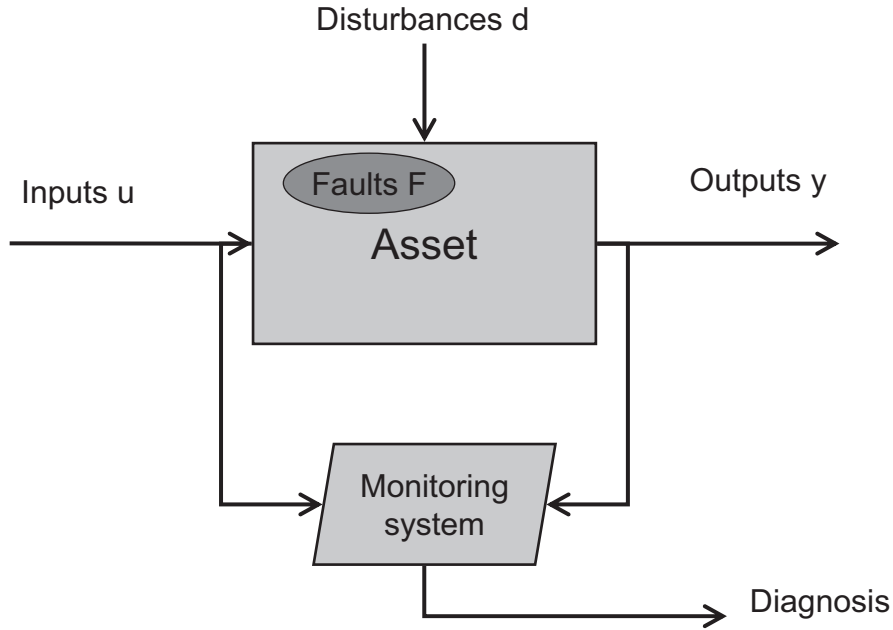 Disturbances d
Faults F
Inputs u
Outputs y
Asset
Monitoring
system
Diagnosis